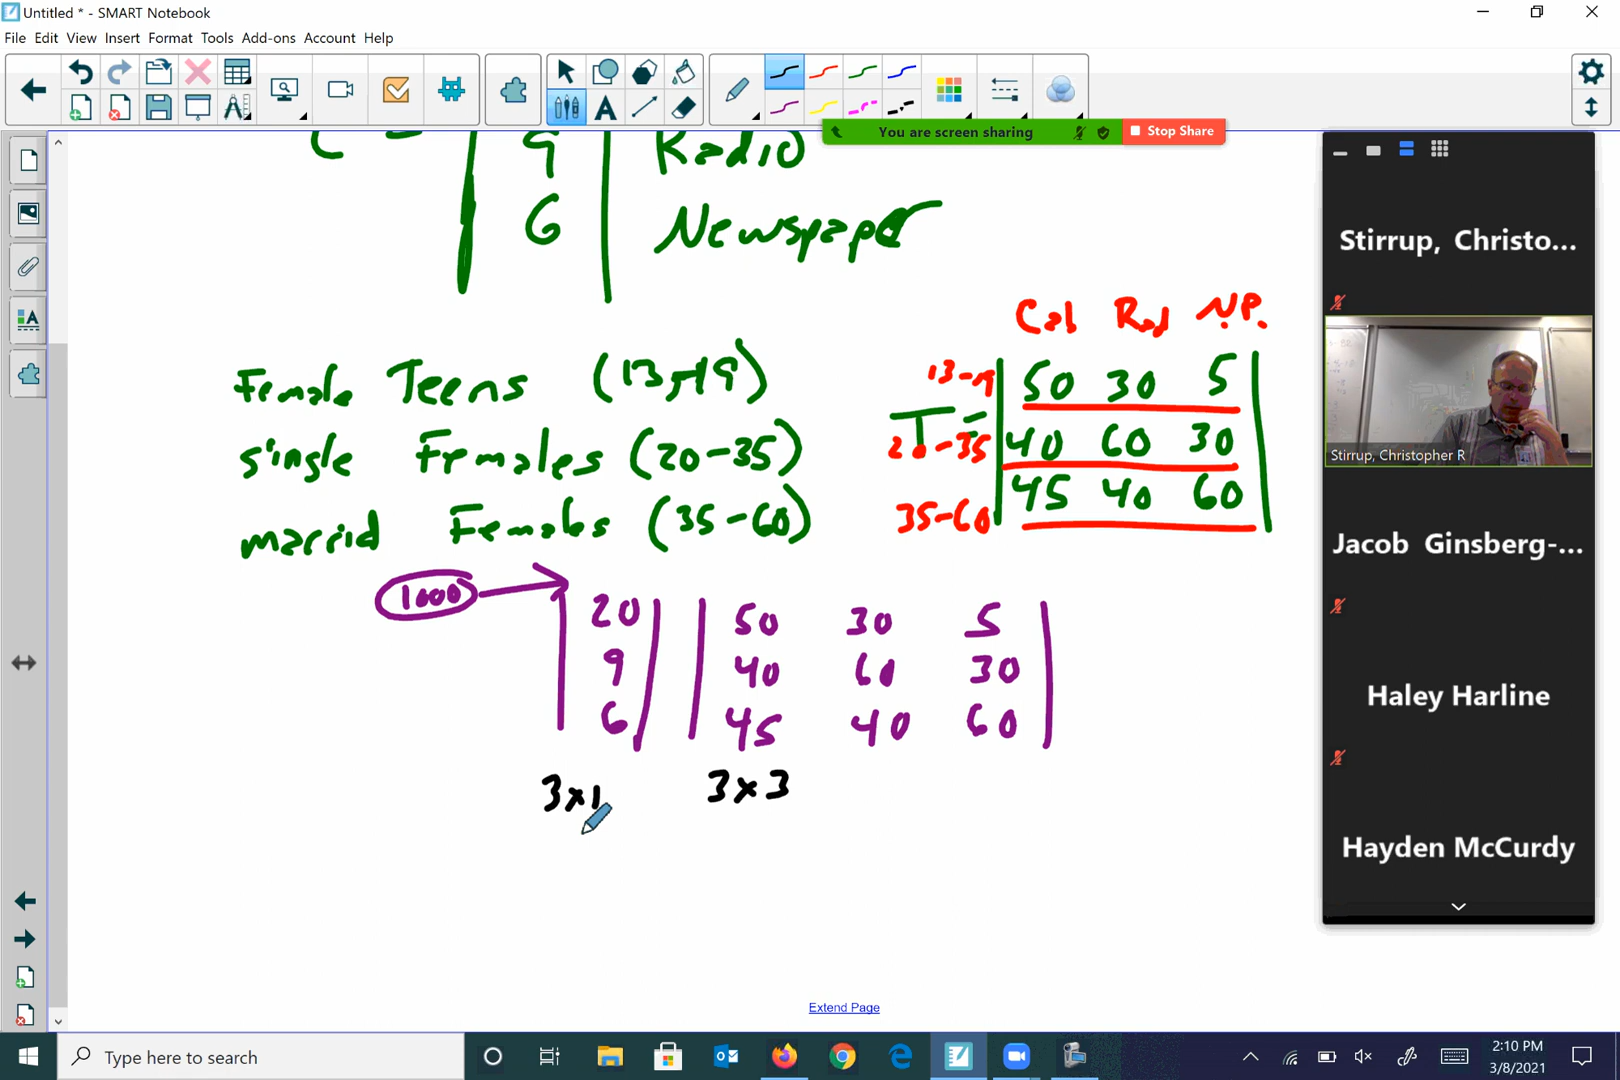 Untitled * - SMART Notebook
File Edit View Insert Format Tools Add-ons Account Help
You are screen sharing
Stop Share
C = 9 Radio
6 Newspaper
Cab Rad N.P.
Female Teens (13-19)
13-19 50 30 5
T =
single Females (20-35)
20-35 40 60 30
married Females (35-60)
35-60 45 40 60
1000
20 50 30 5
9 40 60 30
6 45 40 60
3x1 3x3
Extend Page
Stirrup, Christo...
Stirrup, Christopher R
Jacob Ginsberg-...
Haley Harline
Hayden McCurdy
Type here to search
2:10 PM
3/8/2021